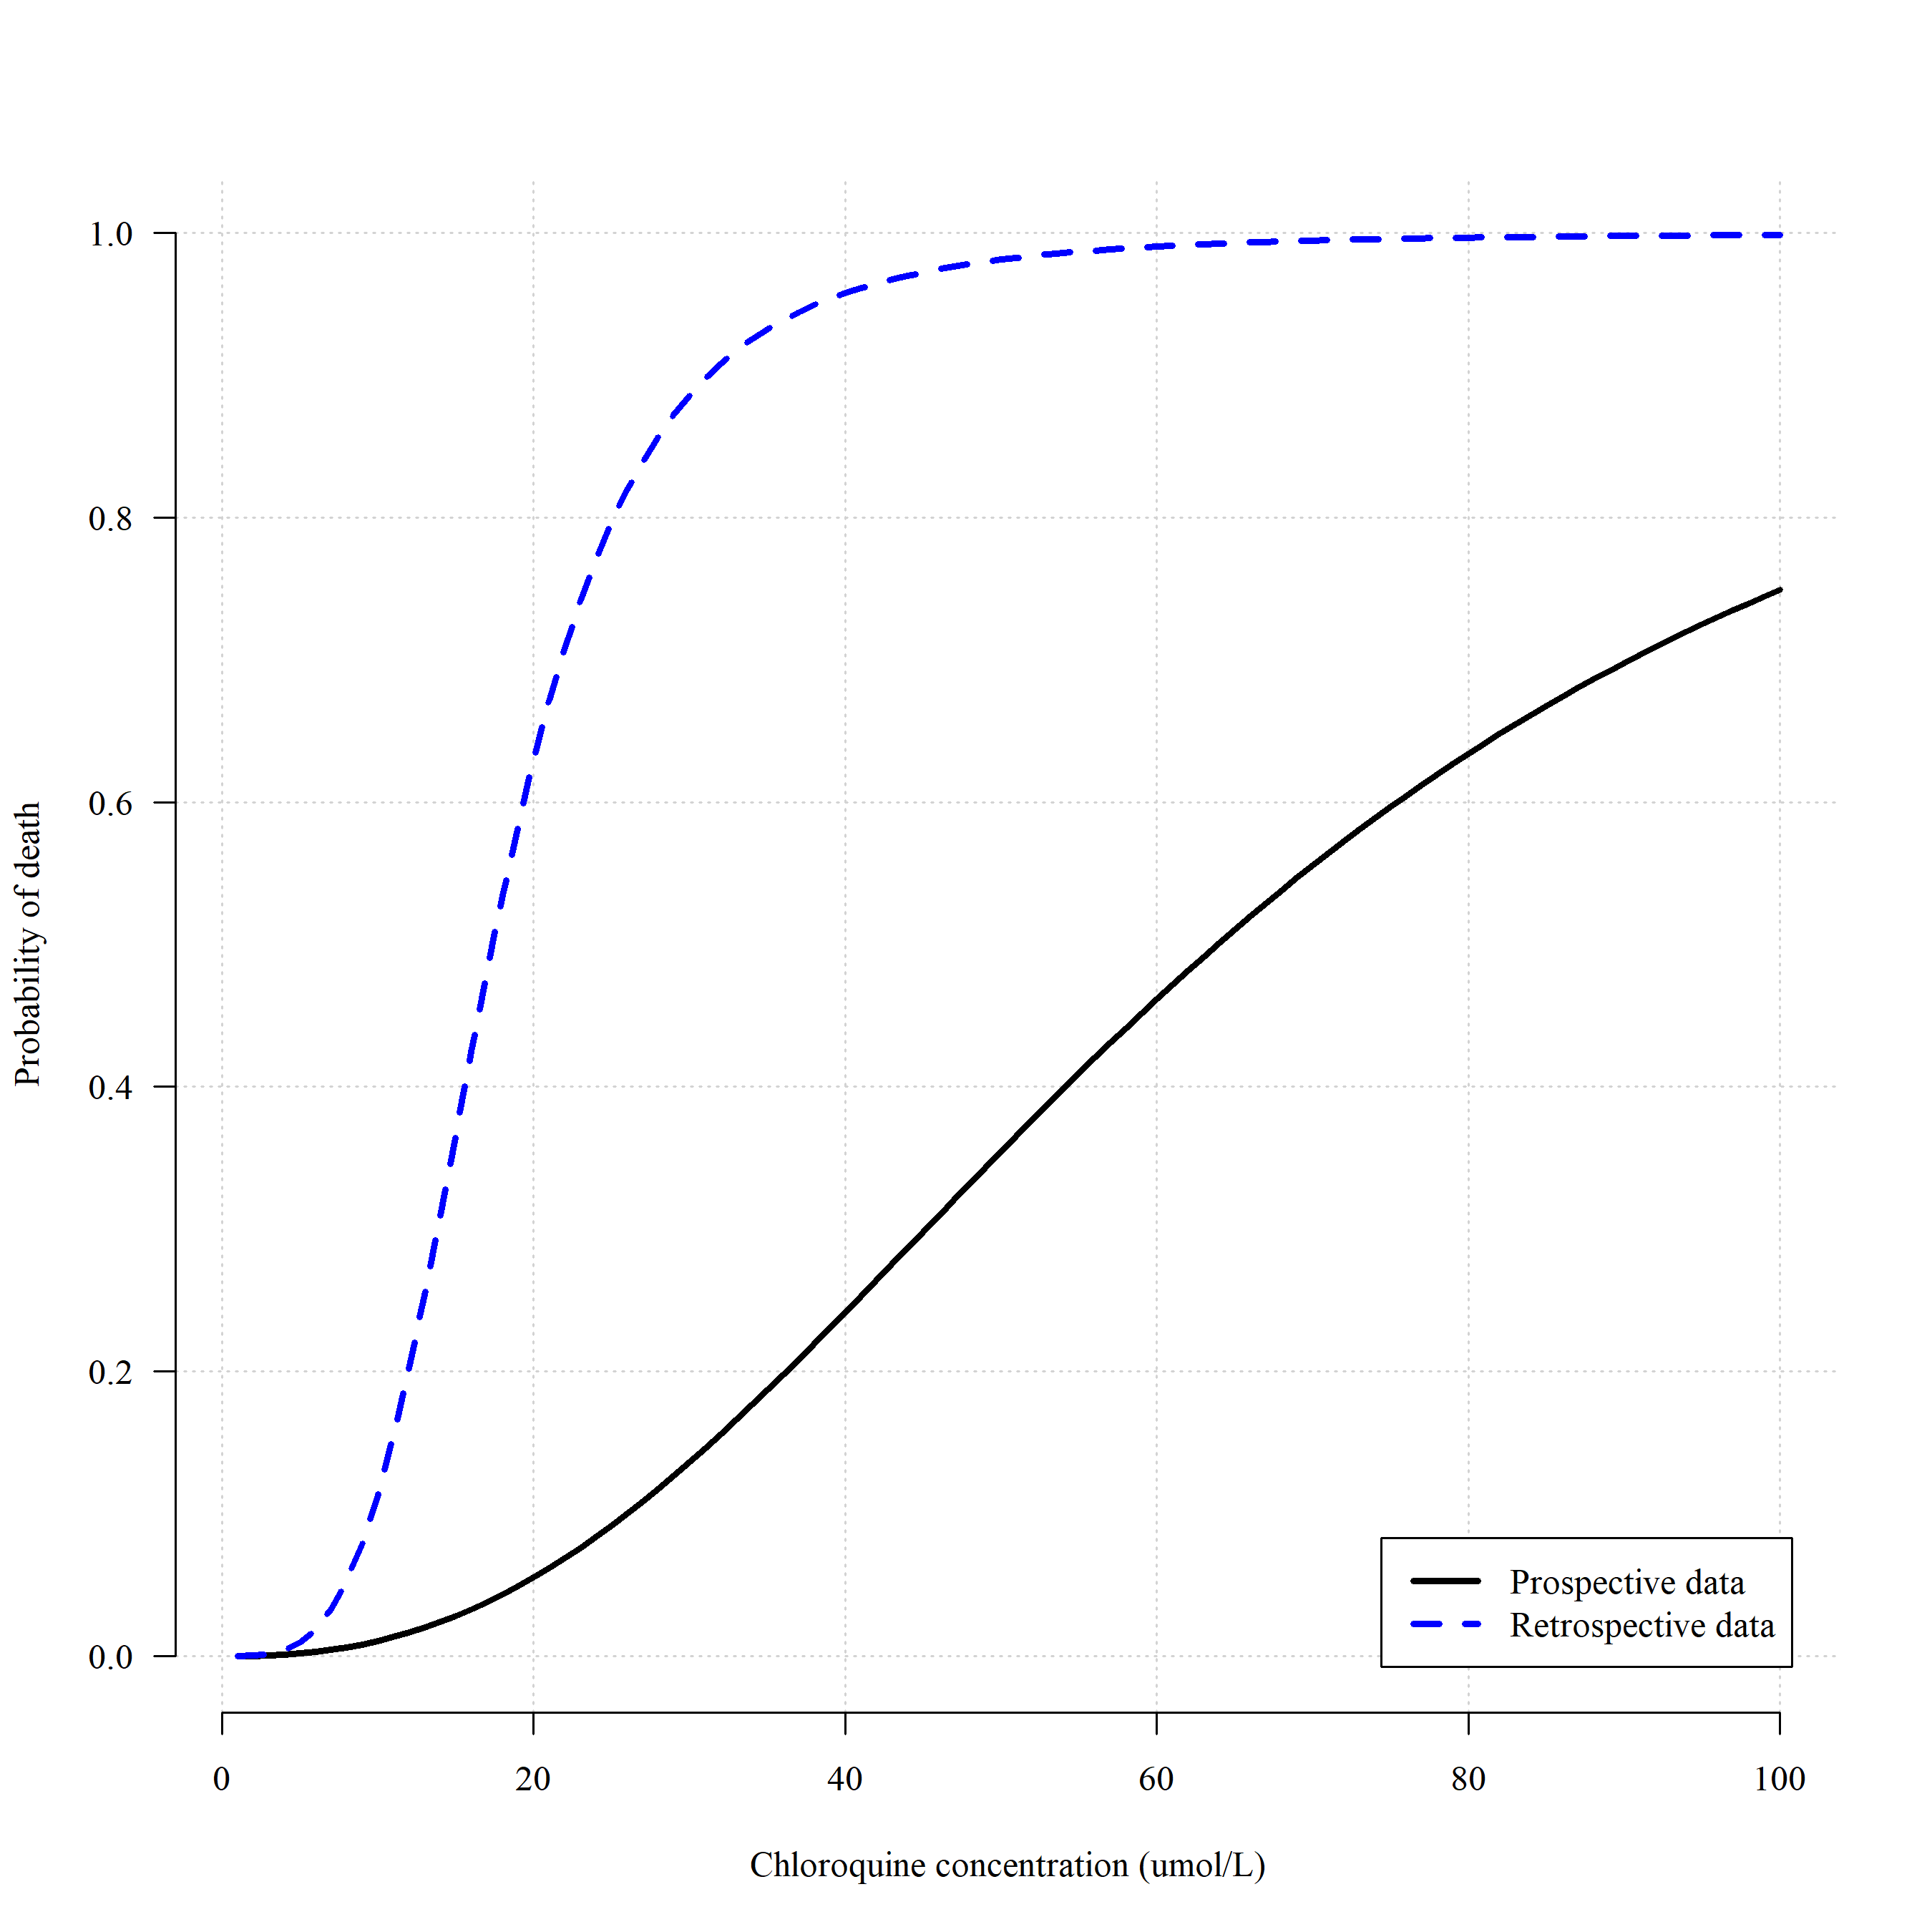 1.0
0.8
0.6
0.4
0.2
0.0
Probability of death
Prospective data
Retrospective data
0 20 40 60 80 100
Chloroquine concentration (umol/L)